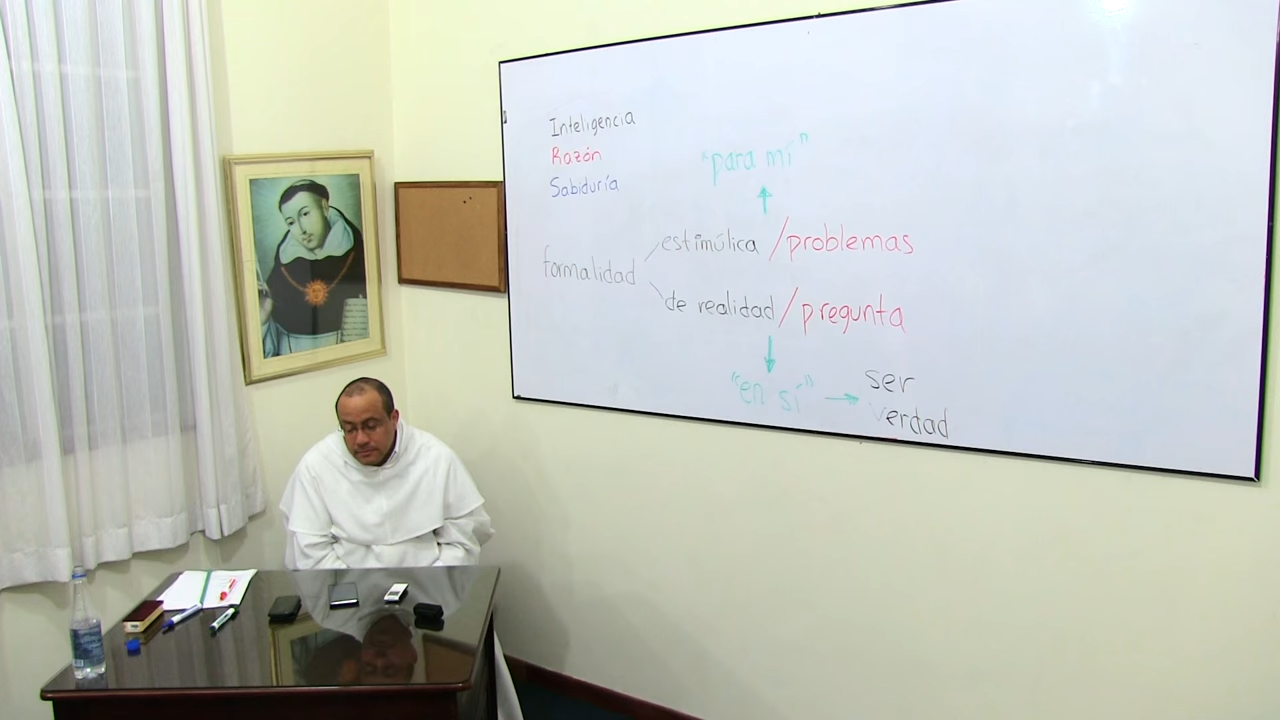 Inteligencia
Razón
Sabiduría
"para mí"
estimúlica / problemas
formalidad
de realidad / pregunta
"en sí" → ser
verdad